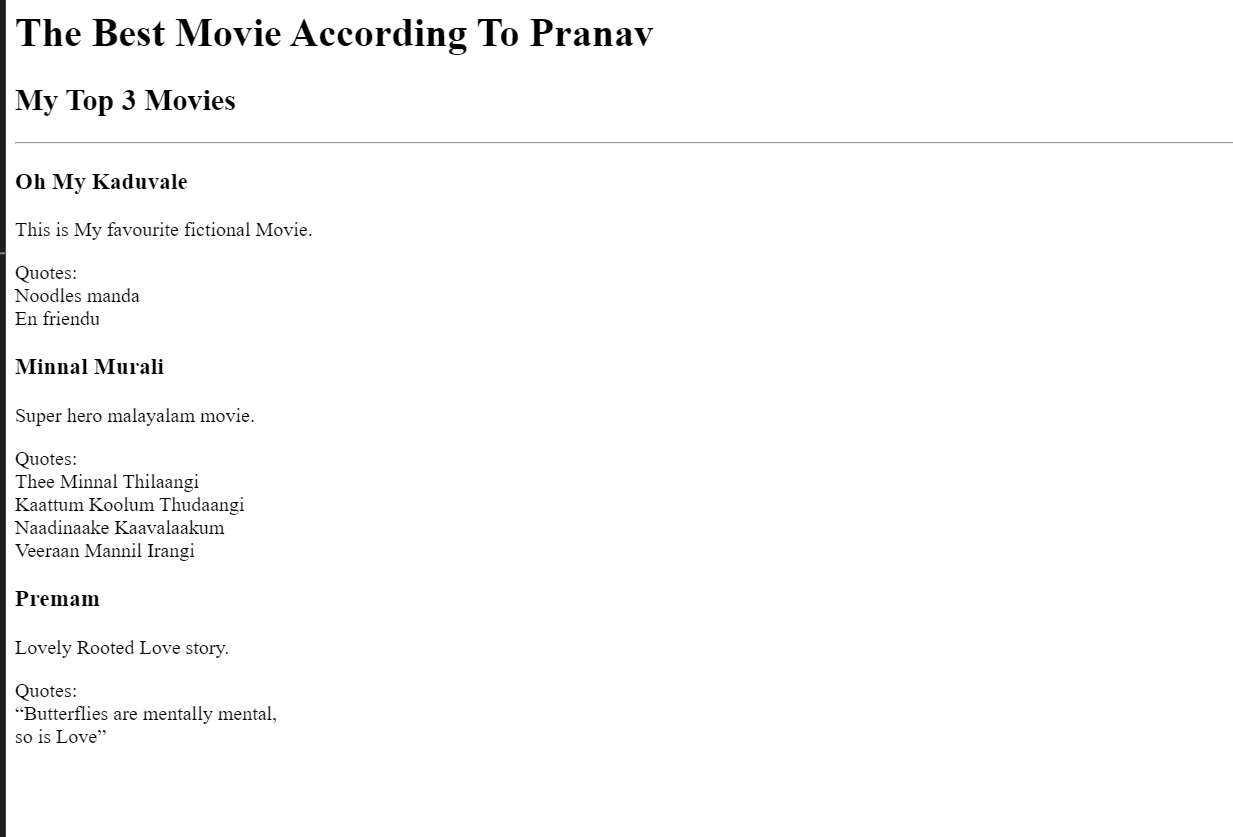 The Best Movie According To Pranav
My Top 3 Movies
Oh My Kaduvale
This is My favourite fictional Movie.
Quotes:
Noodles manda
En friendu
Minnal Murali
Super hero malayalam movie.
Quotes:
Thee Minnal Thilaangi
Kaattum Koolum Thudaangi
Naadinaake Kaavalaakum
Veeraan Mannil Irangi
Premam
Lovely Rooted Love story.
Quotes:
“Butterflies are mentally mental,
so is Love”